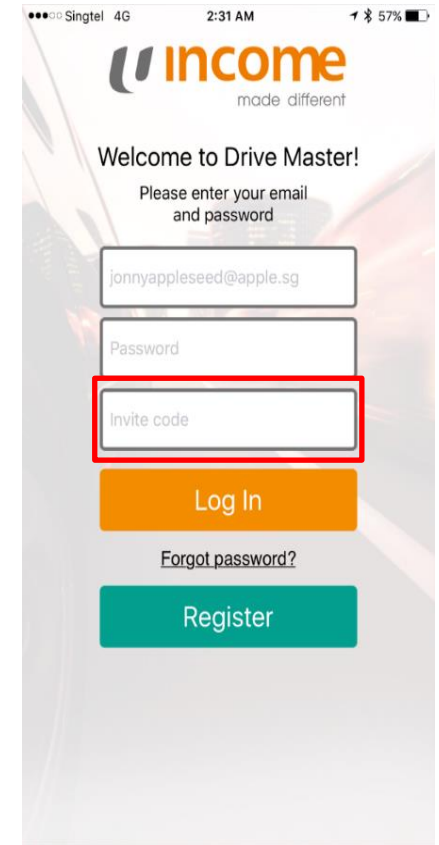 Singtel 4G 2:31 AM 57%
U Income
made different
Welcome to Drive Master!
Please enter your email
and password
jonnyappleseed@apple.sg
Password
Invite code
Log In
Forgot password?
Register